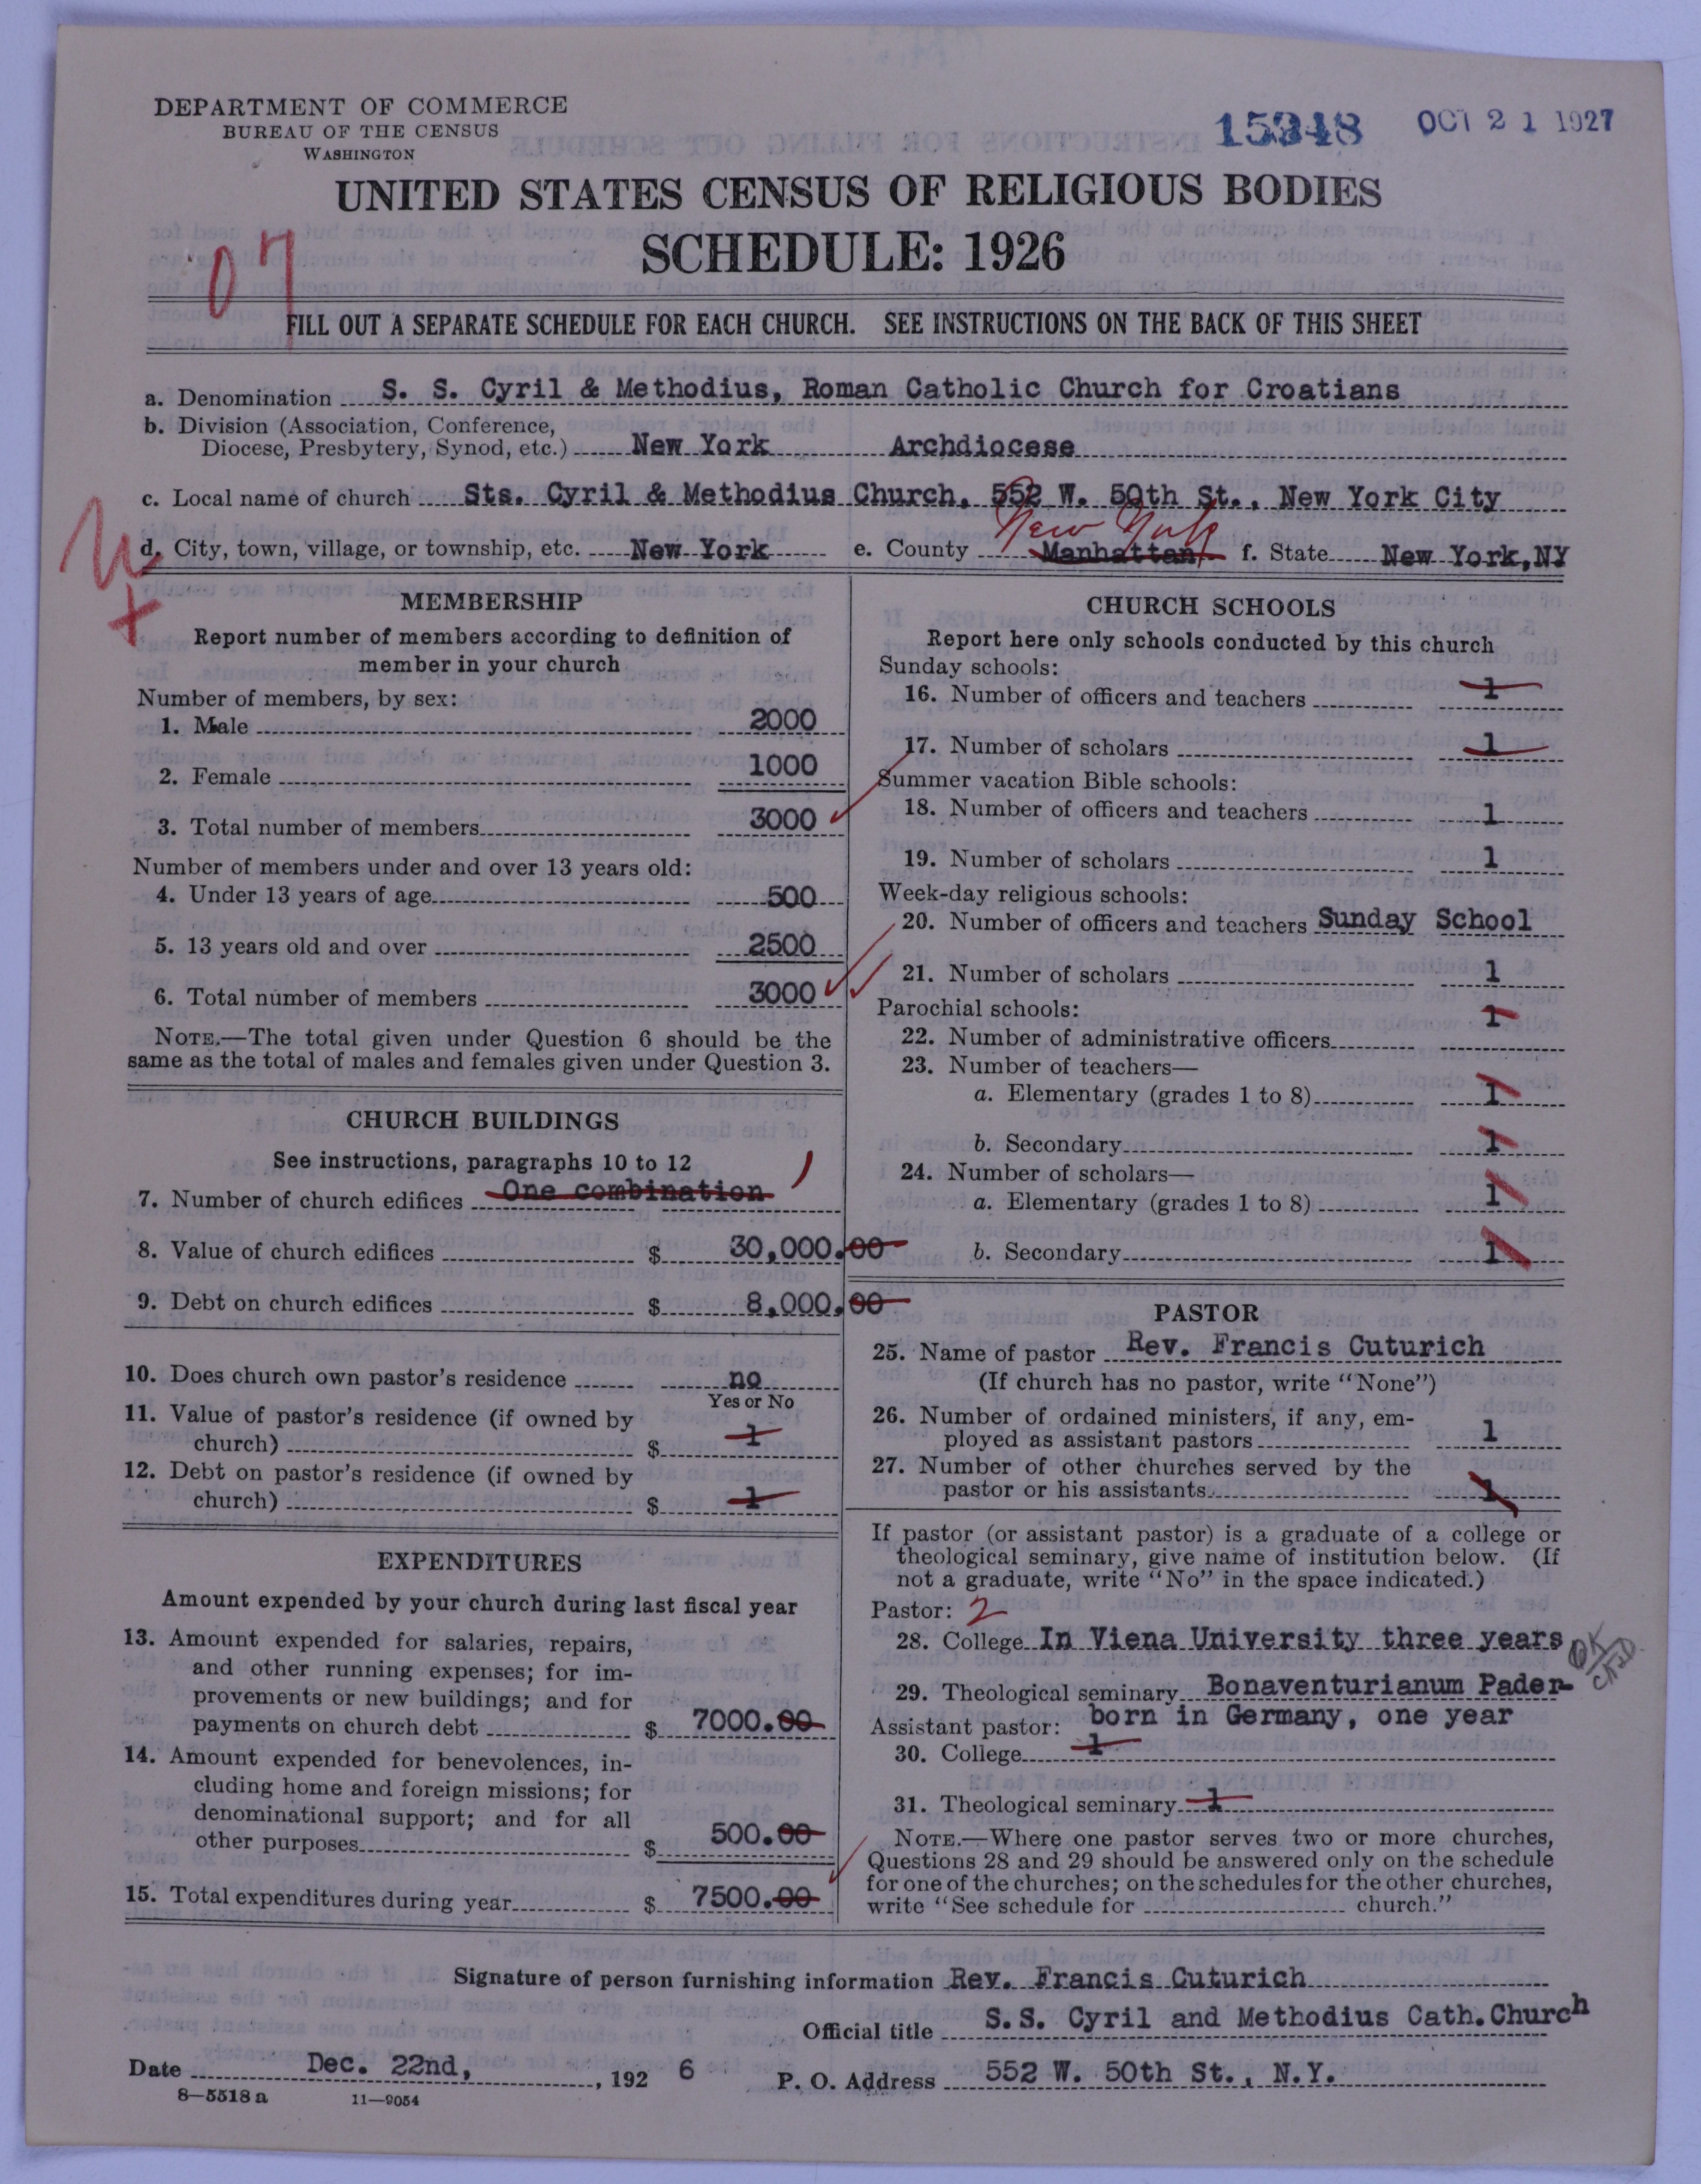 DEPARTMENT OF COMMERCE
BUREAU OF THE CENSUS
WASHINGTON
OCT 21 1927
UNITED STATES CENSUS OF RELIGIOUS BODIES
SCHEDULE: 1926
07
FILL OUT A SEPARATE SCHEDULE FOR EACH CHURCH. SEE INSTRUCTIONS ON THE BACK OF THIS SHEET
a. Denomination S. S. Cyril & Methodius, Roman Catholic Church for Croatians
b. Division (Association, Conference,
Diocese, Presbytery, Synod, etc.) New York Archdiocese
c. Local name of church Sts. Cyril & Methodius Church, 552 W. 50th St., New York City
New York
d. City, town, village, or township, etc. New York e. County Manhattan f. State New York,NY
MEMBERSHIP
Report number of members according to definition of
member in your church
Number of members, by sex:
1. Male 2000
2. Female 1000
3. Total number of members 3000
Number of members under and over 13 years old:
4. Under 13 years of age 500
5. 13 years old and over 2500
6. Total number of members 3000
NOTE.—The total given under Question 6 should be the
same as the total of males and females given under Question 3.
CHURCH BUILDINGS
See instructions, paragraphs 10 to 12
7. Number of church edifices One combination 1
8. Value of church edifices $ 30,000.00
9. Debt on church edifices $ 8,000.00
10. Does church own pastor's residence no
Yes or No
11. Value of pastor's residence (if owned by
church) $ 1
12. Debt on pastor's residence (if owned by
church) $ 1
EXPENDITURES
Amount expended by your church during last fiscal year
13. Amount expended for salaries, repairs,
and other running expenses; for im-
provements or new buildings; and for
payments on church debt $ 7000.00
14. Amount expended for benevolences, in-
cluding home and foreign missions; for
denominational support; and for all
other purposes $ 500.00
15. Total expenditures during year $ 7500.00
CHURCH SCHOOLS
Report here only schools conducted by this church
Sunday schools:
16. Number of officers and teachers 1
17. Number of scholars 1
Summer vacation Bible schools:
18. Number of officers and teachers 1
19. Number of scholars 1
Week-day religious schools:
20. Number of officers and teachers Sunday School
21. Number of scholars 1
Parochial schools: 1
22. Number of administrative officers
23. Number of teachers—
a. Elementary (grades 1 to 8) 1
b. Secondary 1
24. Number of scholars—
a. Elementary (grades 1 to 8) 1
b. Secondary 1
PASTOR
25. Name of pastor Rev. Francis Cuturich
(If church has no pastor, write "None")
26. Number of ordained ministers, if any, em-
ployed as assistant pastors 1
27. Number of other churches served by the
pastor or his assistants 1
If pastor (or assistant pastor) is a graduate of a college or
theological seminary, give name of institution below. (If
not a graduate, write "No" in the space indicated.)
Pastor: 2
28. College In Viena University three years,
29. Theological seminary Bonaventurianum Pader-
Assistant pastor: born in Germany, one year
30. College 1
31. Theological seminary 1
NOTE.—Where one pastor serves two or more churches,
Questions 28 and 29 should be answered only on the schedule
for one of the churches; on the schedules for the other churches,
write "See schedule for church."
Signature of person furnishing information Rev. Francis Cuturich
Official title S.S. Cyril and Methodius Cath.Church
Date Dec. 22nd, , 192 6 P. O. Address 552 W. 50th St., N.Y.
8—5518 a 11—9054